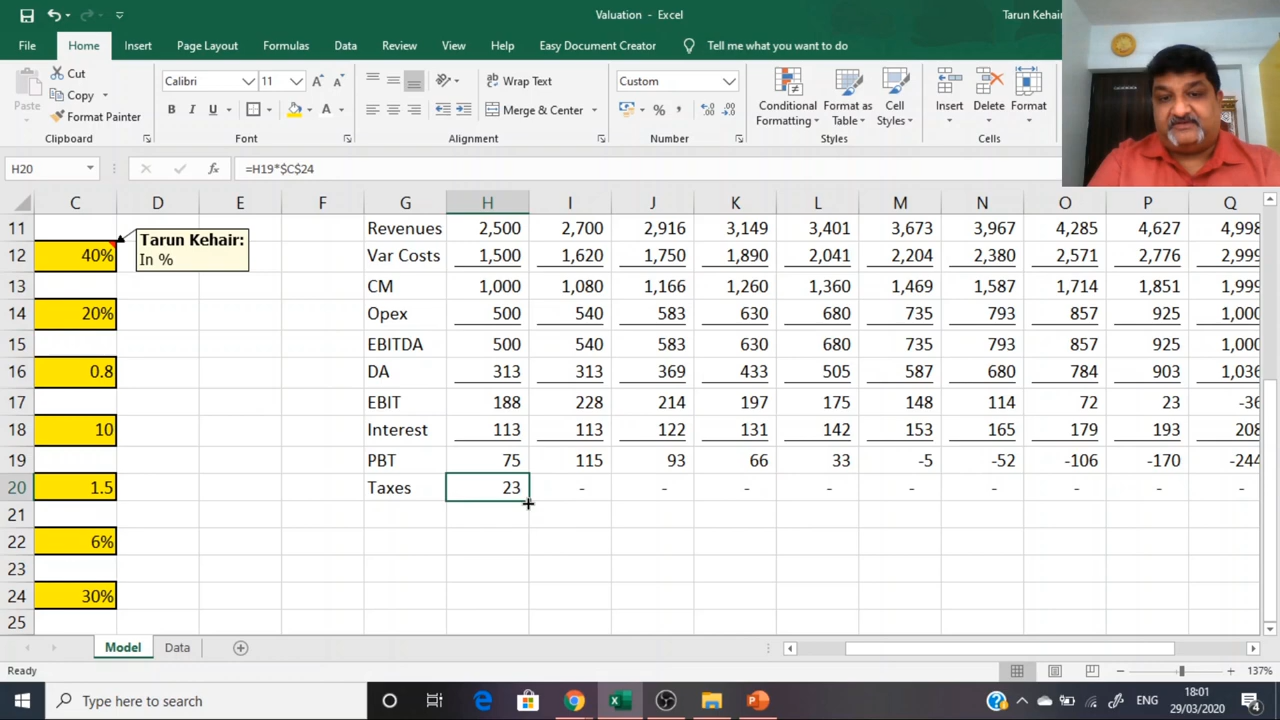 Valuation - Excel
Tarun Kehair
File Home Insert Page Layout Formulas Data Review View Help Easy Document Creator Tell me what you want to do
Paste Cut Copy Format Painter
Calibri 11
B I U
Wrap Text
Merge & Center
Custom
%
Conditional Formatting
Format as Table
Cell Styles
Insert Delete Format
Clipboard Font Alignment Number Styles Cells
H20 fx =H19*$C$24
C D E F G H I J K L M N O P Q
11 Revenues 2,500 2,700 2,916 3,149 3,401 3,673 3,967 4,285 4,627 4,998
12 40% Var Costs 1,500 1,620 1,750 1,890 2,041 2,204 2,380 2,571 2,776 2,999
Tarun Kehair:
In %
13 CM 1,000 1,080 1,166 1,260 1,360 1,469 1,587 1,714 1,851 1,999
14 20% Opex 500 540 583 630 680 735 793 857 925 1,000
15 EBITDA 500 540 583 630 680 735 793 857 925 1,000
16 0.8 DA 313 313 369 433 505 587 680 784 903 1,036
17 EBIT 188 228 214 197 175 148 114 72 23 -36
18 10 Interest 113 113 122 131 142 153 165 179 193 208
19 PBT 75 115 93 66 33 -5 -52 -106 -170 -244
20 1.5 Taxes 23 - - - - - - - - -
21
22 6%
23
24 30%
25
Model Data
Ready
137%
Type here to search
ENG
18:01
29/03/2020
4